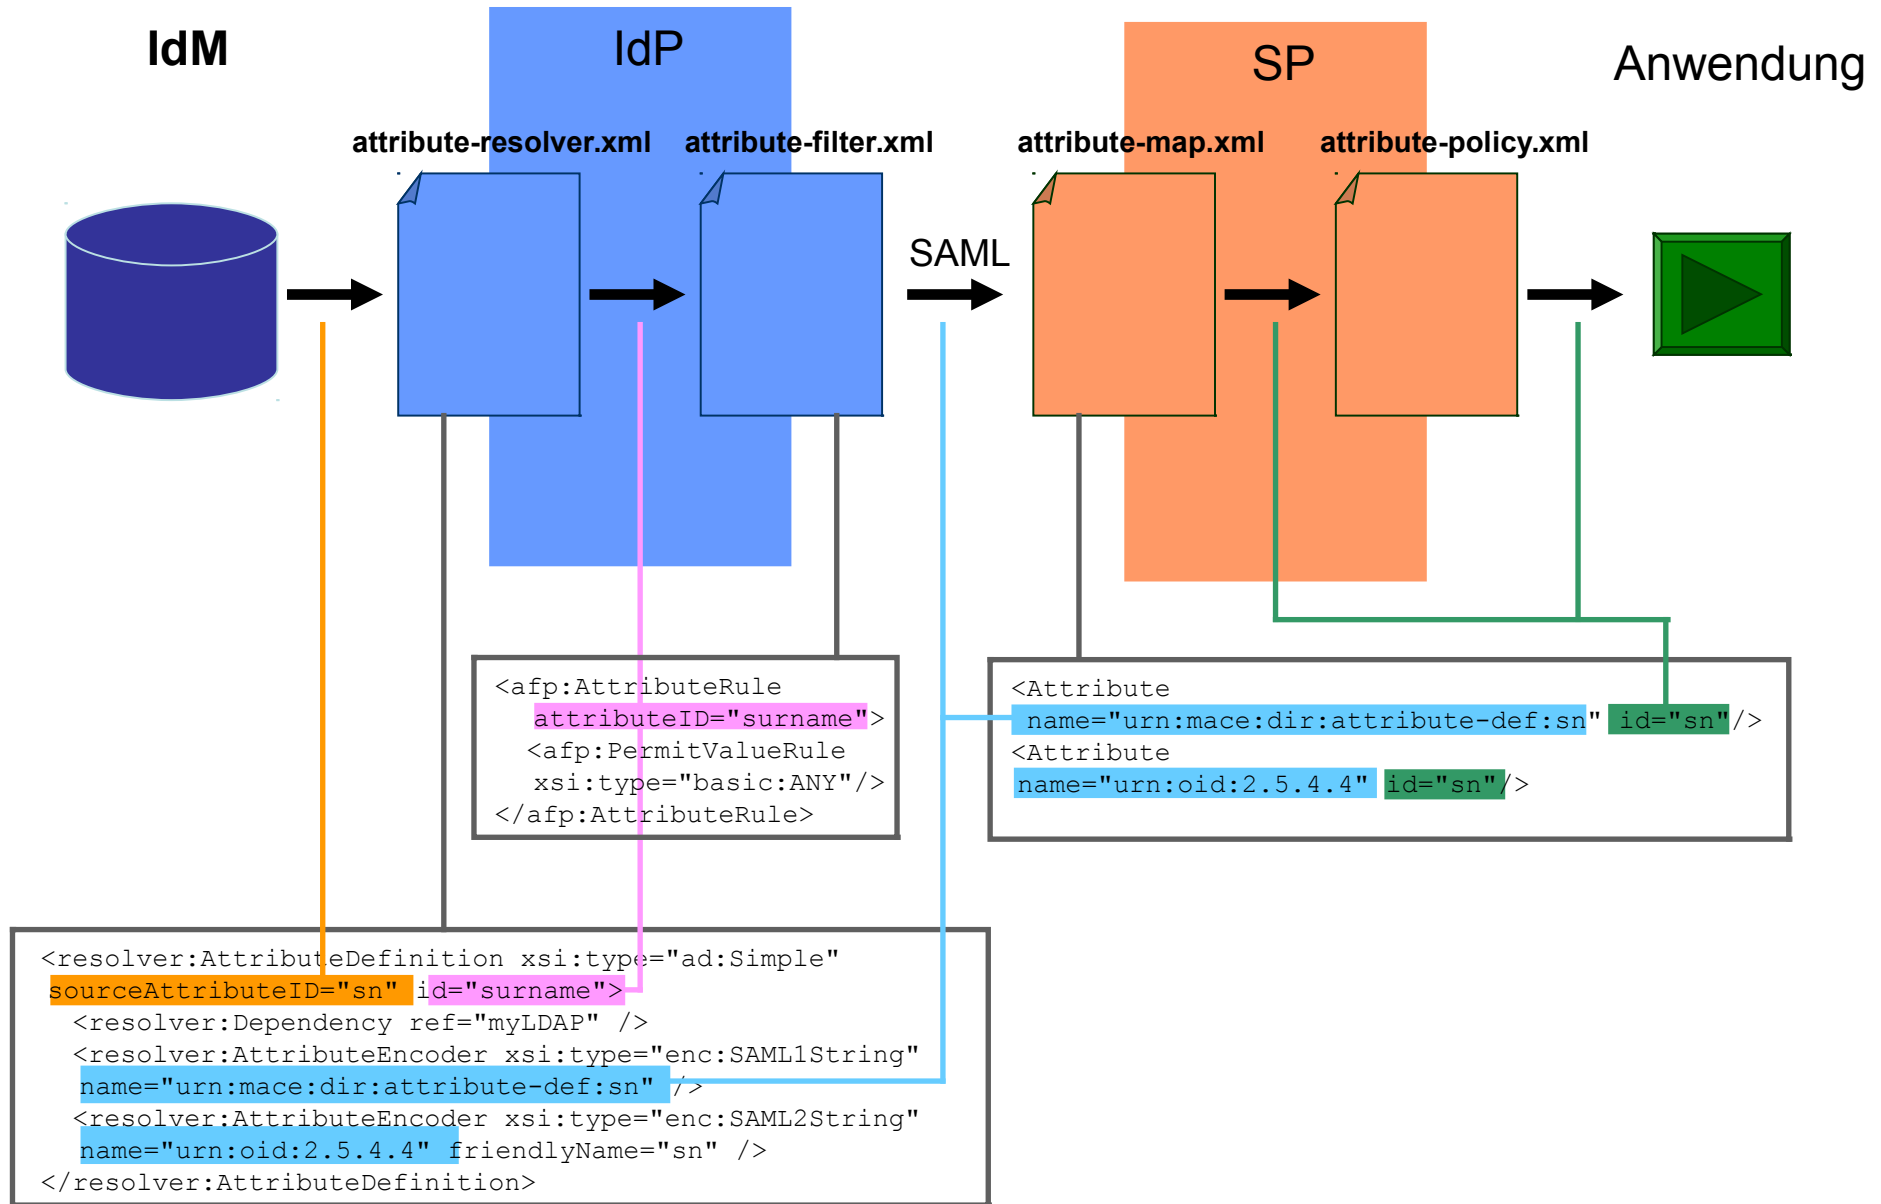 IdM
IdP
SP
Anwendung
attribute-resolver.xml
attribute-filter.xml
attribute-map.xml
attribute-policy.xml
SAML
<afp:AttributeRule
attributeID="surname">
<afp:PermitValueRule
xsi:type="basic:ANY"/>
</afp:AttributeRule>
<Attribute
name="urn:mace:dir:attribute-def:sn" id="sn"/>
<Attribute
name="urn:oid:2.5.4.4" id="sn"/>
<resolver:AttributeDefinition xsi:type="ad:Simple"
sourceAttributeID="sn" id="surname">
<resolver:Dependency ref="myLDAP" />
<resolver:AttributeEncoder xsi:type="enc:SAML1String"
name="urn:mace:dir:attribute-def:sn" />
<resolver:AttributeEncoder xsi:type="enc:SAML2String"
name="urn:oid:2.5.4.4" friendlyName="sn" />
</resolver:AttributeDefinition>